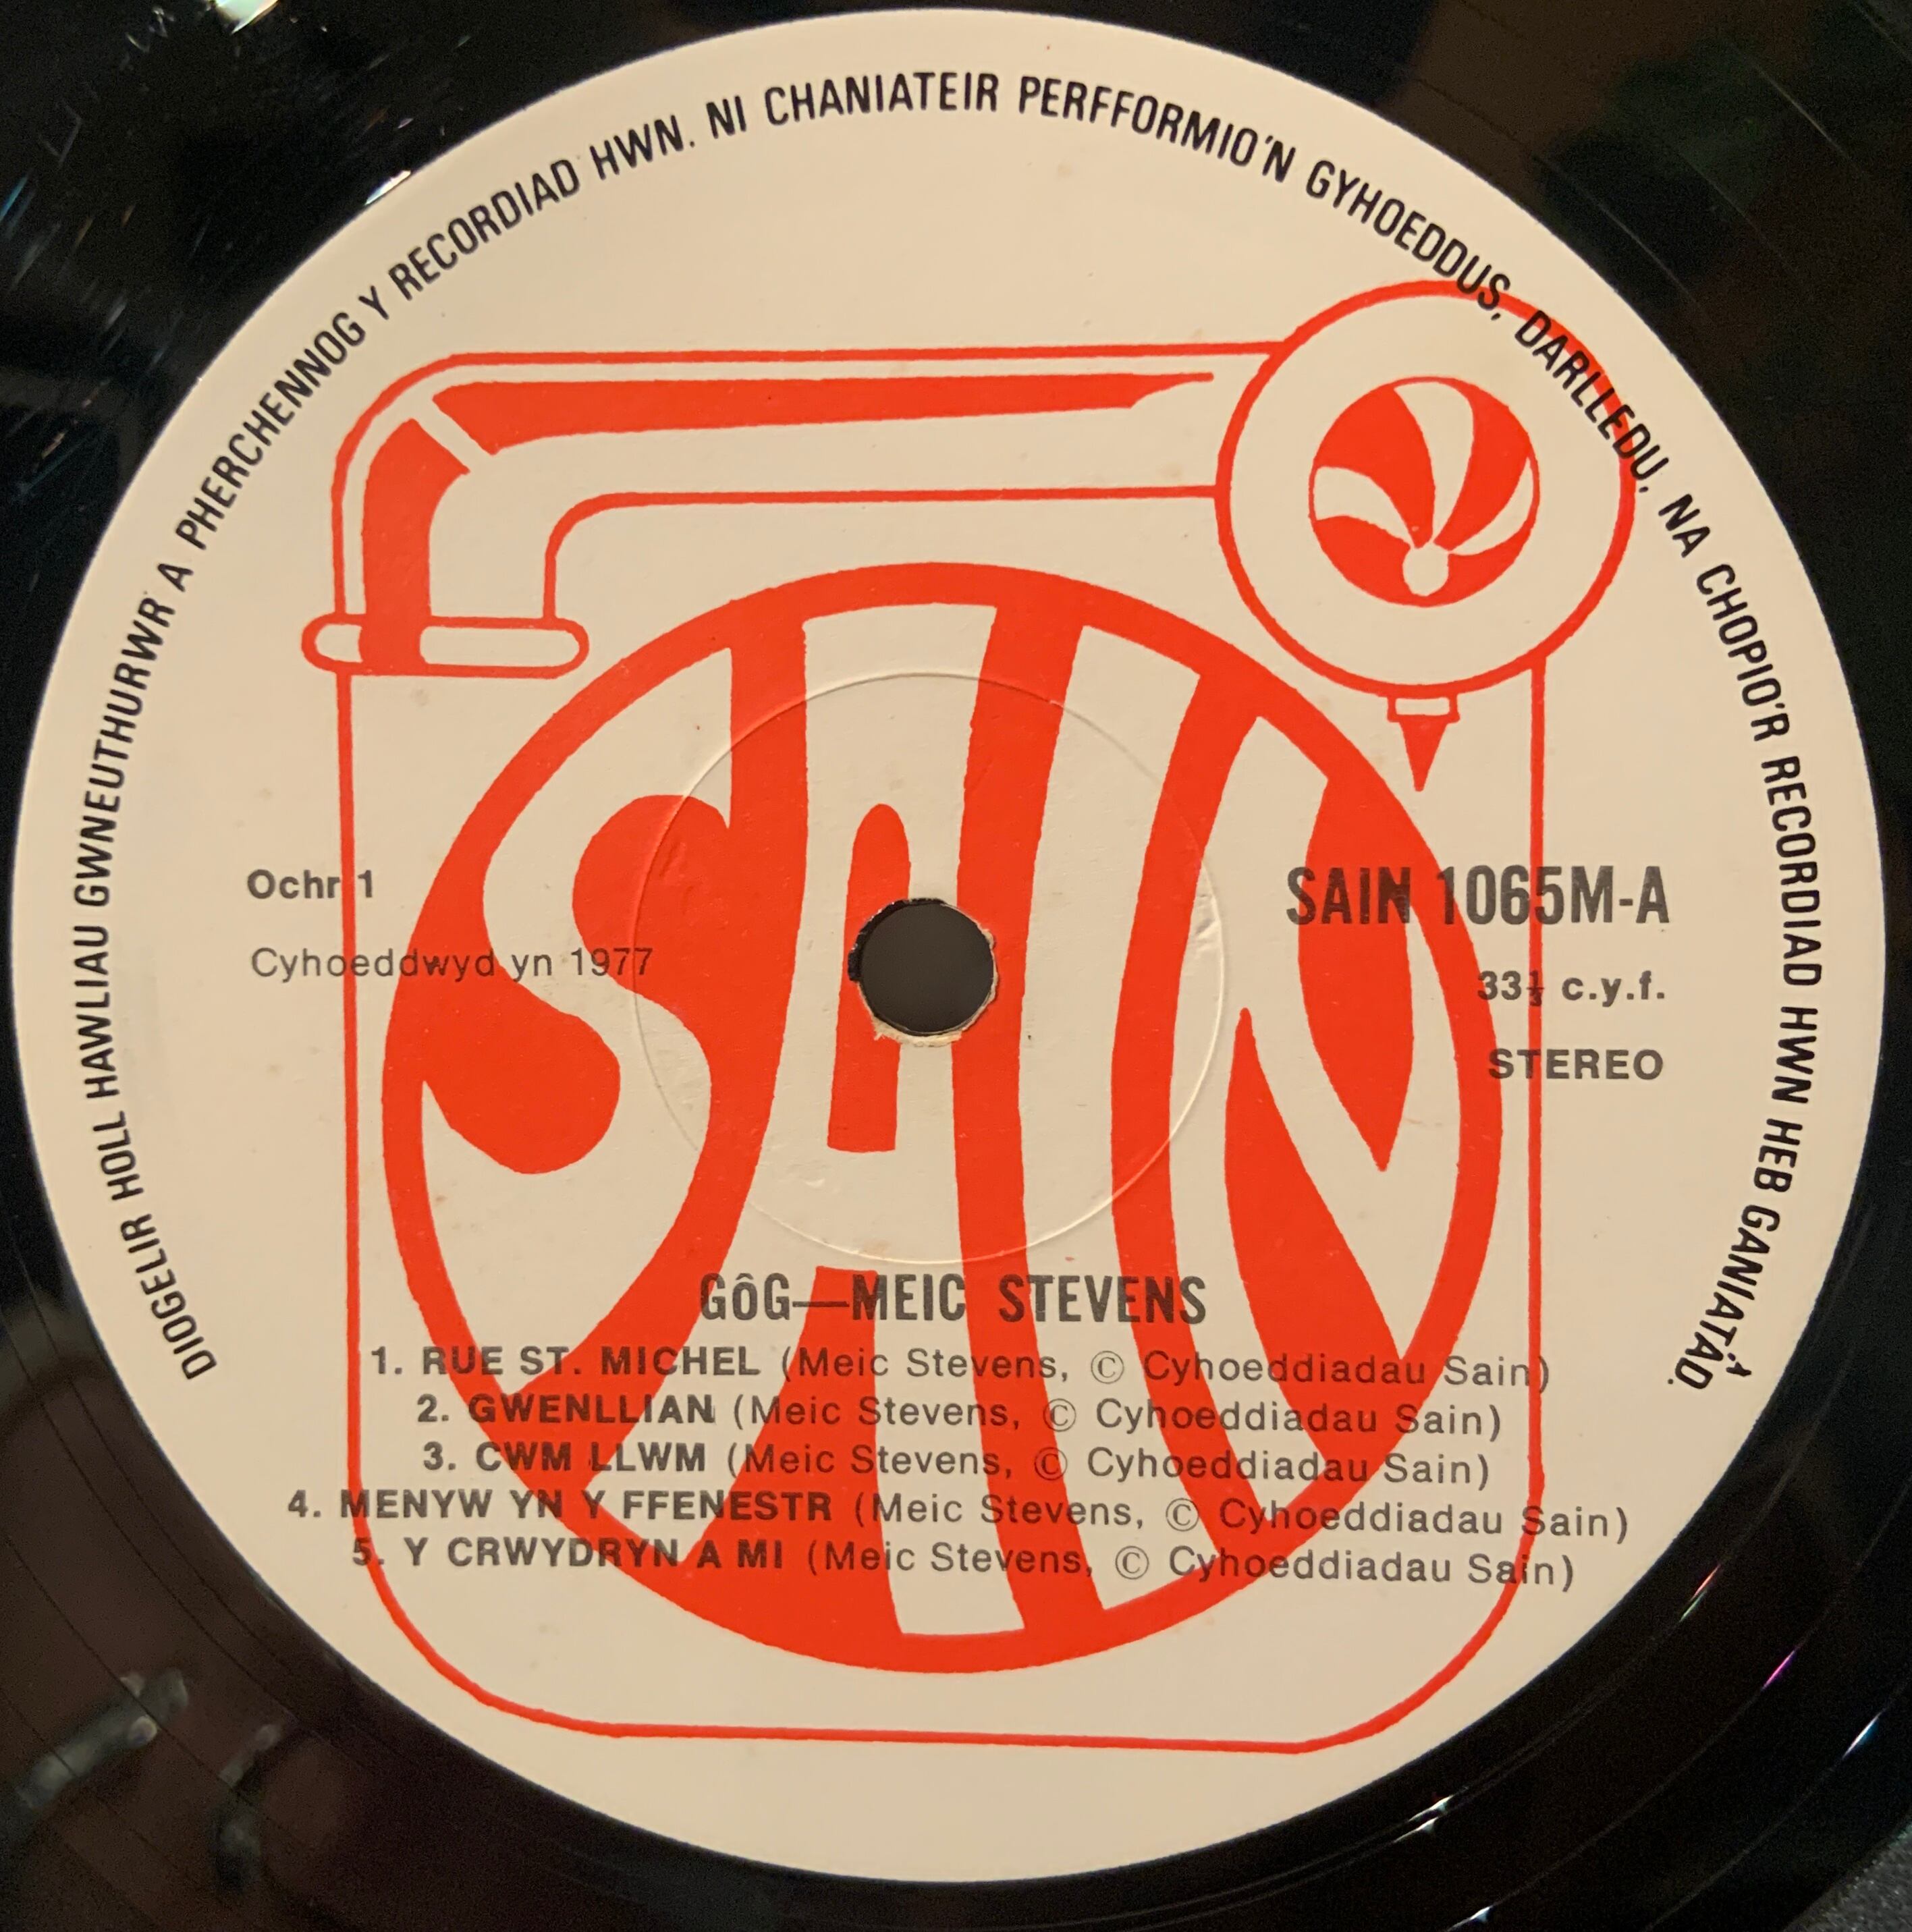 DIOGELIR HOLL HAWLIAU GWNEUTHURWR A PHERCHENNOG Y RECORDIAD HWN. NI CHANIATEIR PERFFORMIO'N GYHOEDDUS, DARLLEDU, NA CHOPIO'R RECORDIAD HWN HEB GANIATÂD.
SAIN
Ochr 1
Cyhoeddwyd yn 1977
SAIN 1065M-A
33⅓ c.y.f.
STEREO
GôG—MEIC STEVENS
1. RUE ST. MICHEL (Meic Stevens, © Cyhoeddiadau Sain)
2. GWENLLIAN (Meic Stevens, © Cyhoeddiadau Sain)
3. CWM LLWM (Meic Stevens, © Cyhoeddiadau Sain)
4. MENYW YN Y FFENESTR (Meic Stevens, © Cyhoeddiadau Sain)
5. Y CRWYDRYN A MI (Meic Stevens, © Cyhoeddiadau Sain)